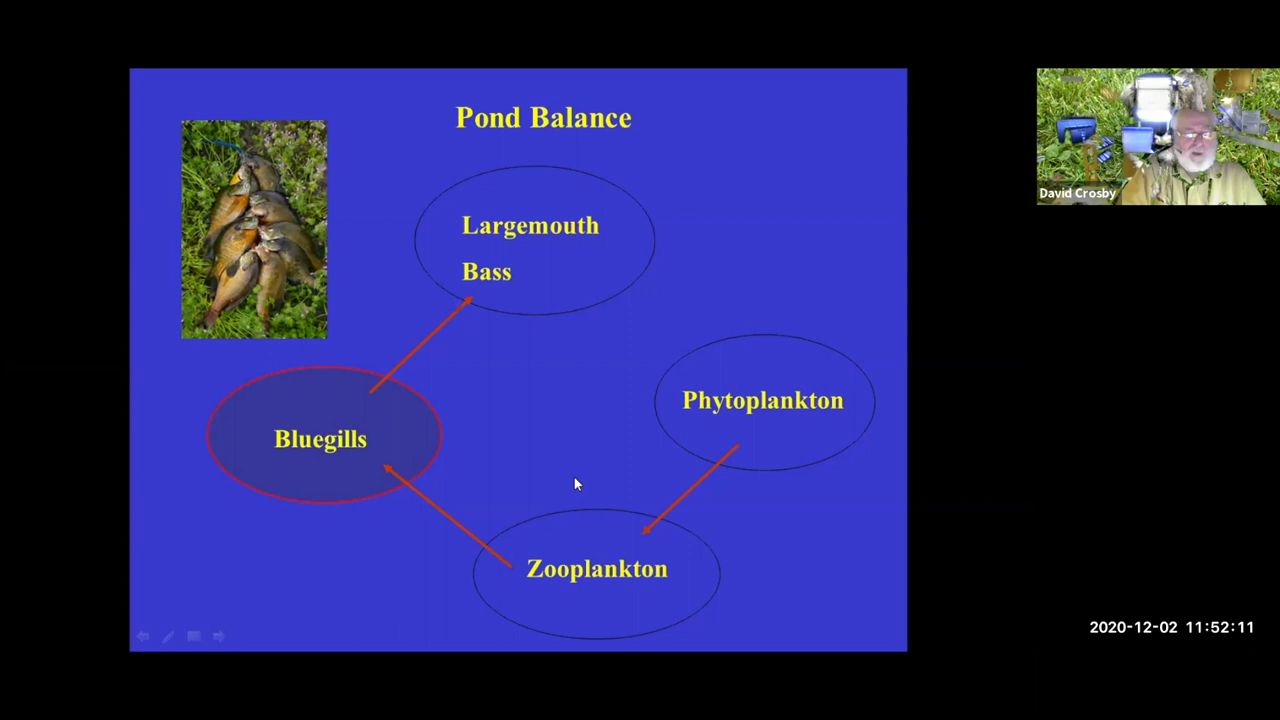 Pond Balance
Largemouth
Bass
Phytoplankton
Bluegills
Zooplankton
David Crosby
2020-12-02 11:52:11